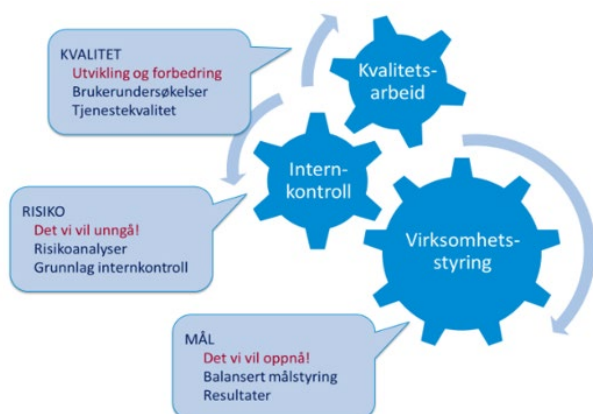 KVALITET
Utvikling og forbedring
Brukerundersøkelser
Tjenestekvalitet
Kvalitets-
arbeid
Intern-
kontroll
RISIKO
Det vi vil unngå!
Risikoanalyser
Grunnlag internkontroll
Virksomhets-
styring
MÅL
Det vi vil oppnå!
Balansert målstyring
Resultater